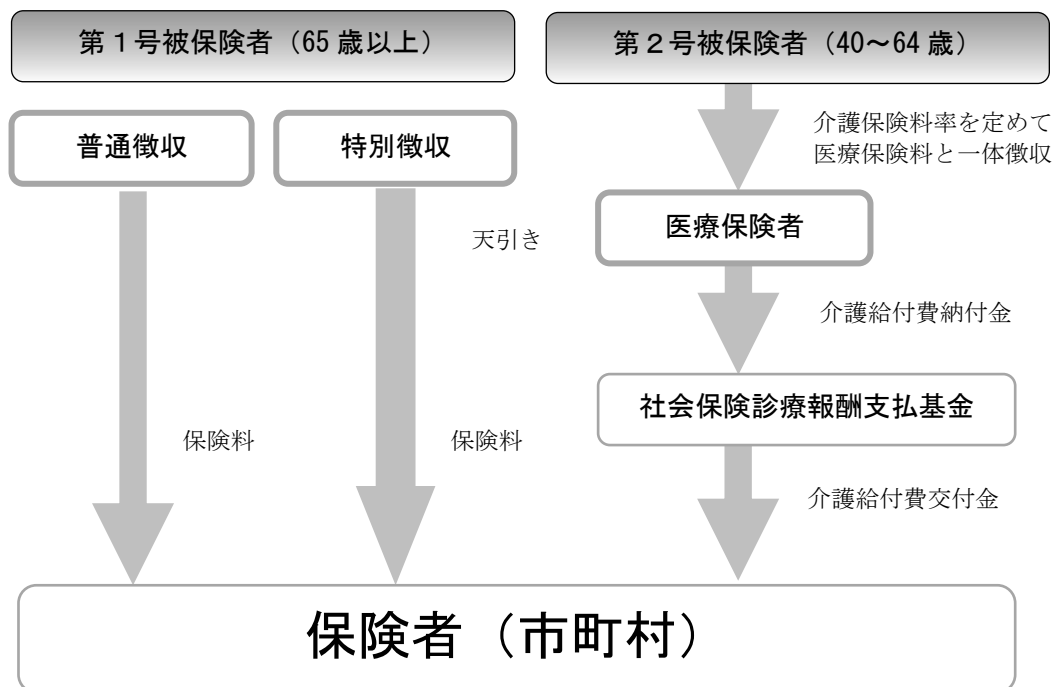 第１号被保険者（65歳以上）
第２号被保険者（40～64歳）
普通徴収
特別徴収
介護保険料率を定めて
医療保険料と一体徴収
天引き
医療保険者
介護給付費納付金
社会保険診療報酬支払基金
保険料
保険料
介護給付費交付金
保険者（市町村）